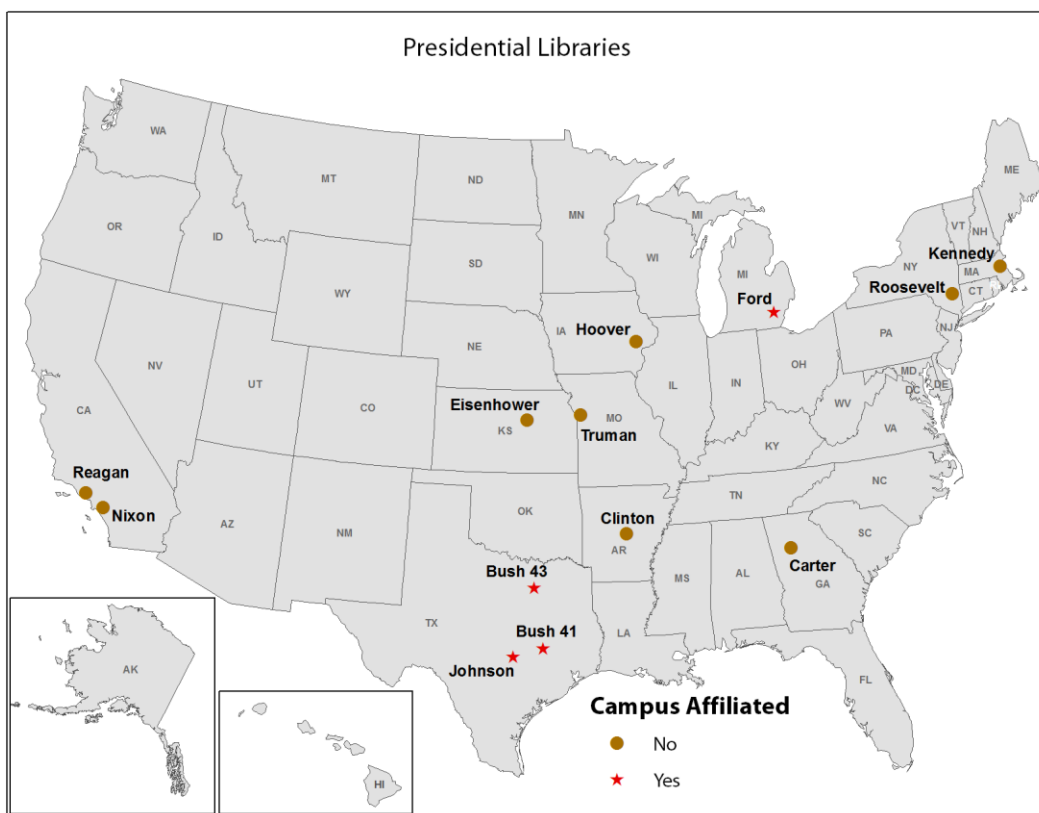 Presidential Libraries
WA
ME
MT
ND
MN
OR
VT
NH
ID
MI
Kennedy
WI
NY
SD
MI
MA
WY
Roosevelt
CT
Ford
Hoover
IA
NJ
PA
NE
OH
NV
IL
IN
MD
DE
UT
DC
CO
WV
CA
Eisenhower
MO
VA
KS
Truman
KY
Reagan
NC
TN
OK
Nixon
Clinton
AZ
NM
SC
AR
Carter
Bush 43
MS
AL
GA
TX
Bush 41
LA
Johnson
AK
FL
Campus Affiliated
No
HI
Yes